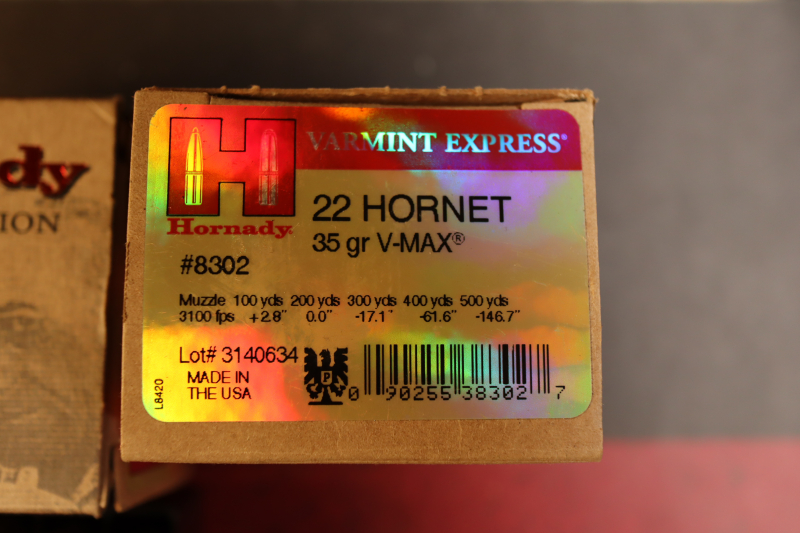 dy
ION
H
VARMINT EXPRESS®
Hornady
22 HORNET
35 gr V-MAX®
#8302
Muzzle 100 yds 200 yds 300 yds 400 yds 500 yds
3100 fps +2.8" 0.0" -17.1" -61.6" -146.7"
Lot# 3140634
MADE IN
THE USA
L8420
P
0 90255 38302 7